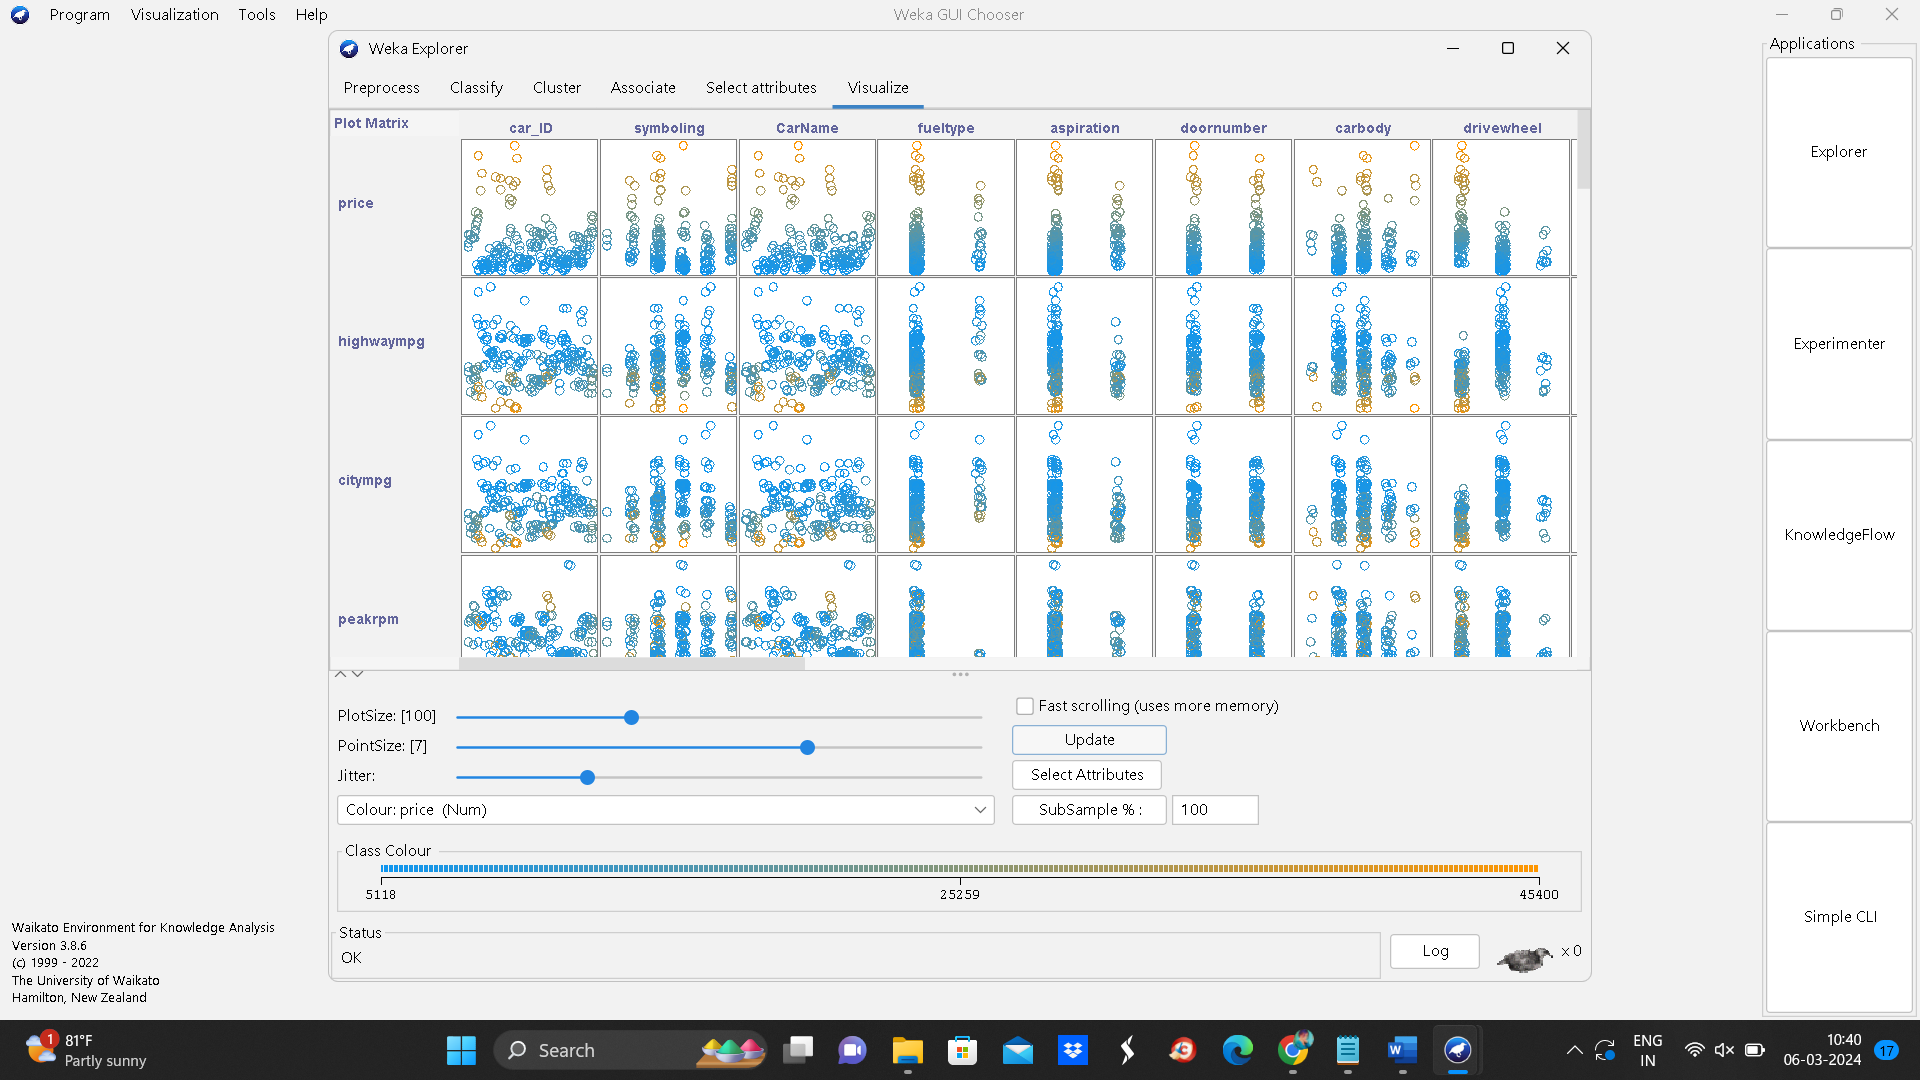 Program Visualization Tools Help
Weka GUI Chooser
Weka Explorer
Preprocess Classify Cluster Associate Select attributes Visualize
Plot Matrix car_ID symboling CarName fueltype aspiration doornumber carbody drivewheel
price
highwaympg
citympg
peakrpm
PlotSize: [100]
PointSize: [7]
Jitter:
Colour: price (Num)
Fast scrolling (uses more memory)
Update
Select Attributes
SubSample % : 100
Class Colour
5118 25259 45400
Status
OK
Log
x 0
Applications
Explorer
Experimenter
KnowledgeFlow
Workbench
Simple CLI
Waikato Environment for Knowledge Analysis
Version 3.8.6
(c) 1999 - 2022
The University of Waikato
Hamilton, New Zealand
1
81°F
Partly sunny
Search
ENG
IN
10:40
06-03-2024
17